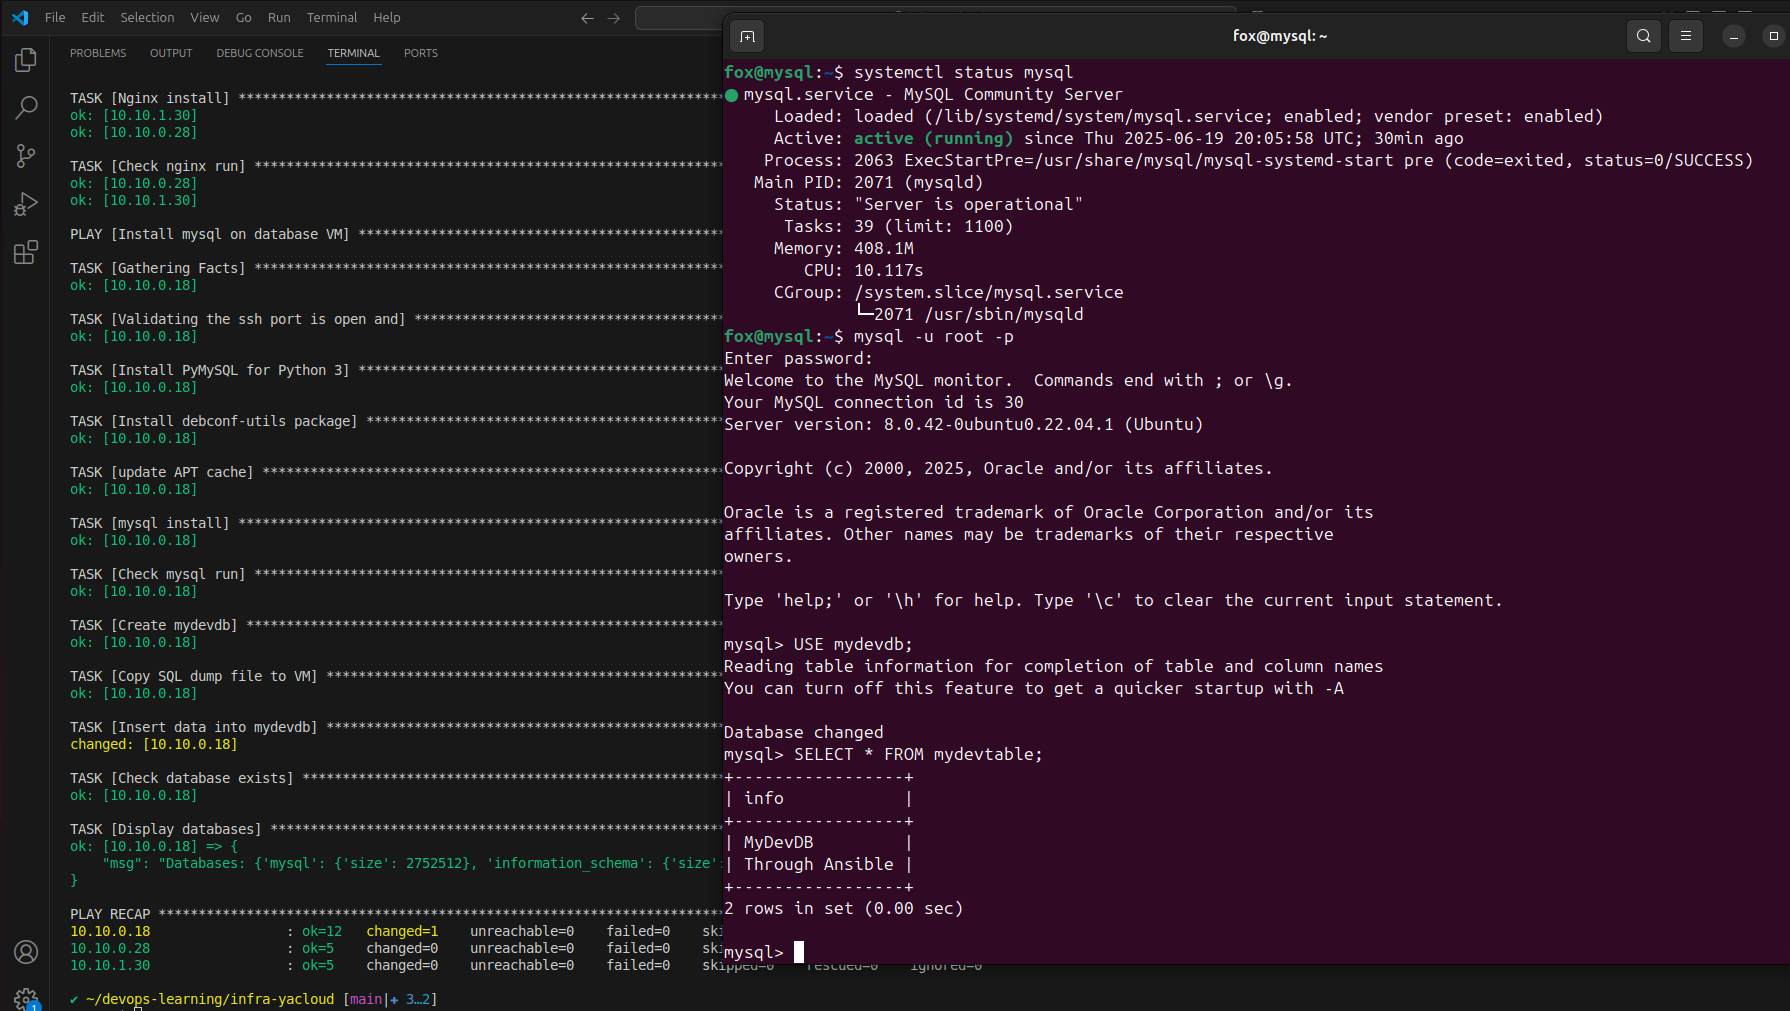 File Edit Selection View Go Run Terminal Help
PROBLEMS OUTPUT DEBUG CONSOLE TERMINAL PORTS
TASK [Nginx install] ************************************************************
ok: [10.10.1.30]
ok: [10.10.0.28]
TASK [Check nginx run] **********************************************************
ok: [10.10.0.28]
ok: [10.10.1.30]
PLAY [Install mysql on database VM] *********************************************
TASK [Gathering Facts] **********************************************************
ok: [10.10.0.18]
TASK [Validating the ssh port is open and] **************************************
ok: [10.10.0.18]
TASK [Install PyMySQL for Python 3] *********************************************
ok: [10.10.0.18]
TASK [Install debconf-utils package] ********************************************
ok: [10.10.0.18]
TASK [update APT cache] *********************************************************
ok: [10.10.0.18]
TASK [mysql install] ************************************************************
ok: [10.10.0.18]
TASK [Check mysql run] **********************************************************
ok: [10.10.0.18]
TASK [Create mydevdb] ***********************************************************
ok: [10.10.0.18]
TASK [Copy SQL dump file to VM] *************************************************
ok: [10.10.0.18]
TASK [Insert data into mydevdb] *************************************************
changed: [10.10.0.18]
TASK [Check database exists] ****************************************************
ok: [10.10.0.18]
TASK [Display databases] ********************************************************
ok: [10.10.0.18] => {
"msg": "Databases: {'mysql': {'size': 2752512}, 'information_schema': {'size':
}
PLAY RECAP **********************************************************************
10.10.0.18 : ok=12 changed=1 unreachable=0 failed=0 ski
10.10.0.28 : ok=5 changed=0 unreachable=0 failed=0 ski
10.10.1.30 : ok=5 changed=0 unreachable=0 failed=0 skipped=0 rescued=0 ignored=0
✔ ~/devops-learning/infra-yacloud [main|✚ 3…2]
1
fox@mysql: ~
fox@mysql:~$ systemctl status mysql
● mysql.service - MySQL Community Server
Loaded: loaded (/lib/systemd/system/mysql.service; enabled; vendor preset: enabled)
Active: active (running) since Thu 2025-06-19 20:05:58 UTC; 30min ago
Process: 2063 ExecStartPre=/usr/share/mysql/mysql-systemd-start pre (code=exited, status=0/SUCCESS)
Main PID: 2071 (mysqld)
Status: "Server is operational"
Tasks: 39 (limit: 1100)
Memory: 408.1M
CPU: 10.117s
CGroup: /system.slice/mysql.service
└─2071 /usr/sbin/mysqld
fox@mysql:~$ mysql -u root -p
Enter password:
Welcome to the MySQL monitor.  Commands end with ; or \g.
Your MySQL connection id is 30
Server version: 8.0.42-0ubuntu0.22.04.1 (Ubuntu)
Copyright (c) 2000, 2025, Oracle and/or its affiliates.
Oracle is a registered trademark of Oracle Corporation and/or its
affiliates. Other names may be trademarks of their respective
owners.
Type 'help;' or '\h' for help. Type '\c' to clear the current input statement.
mysql> USE mydevdb;
Reading table information for completion of table and column names
You can turn off this feature to get a quicker startup with -A
Database changed
mysql> SELECT * FROM mydevtable;
+-----------------+
| info            |
+-----------------+
| MyDevDB         |
| Through Ansible |
+-----------------+
2 rows in set (0.00 sec)
mysql>